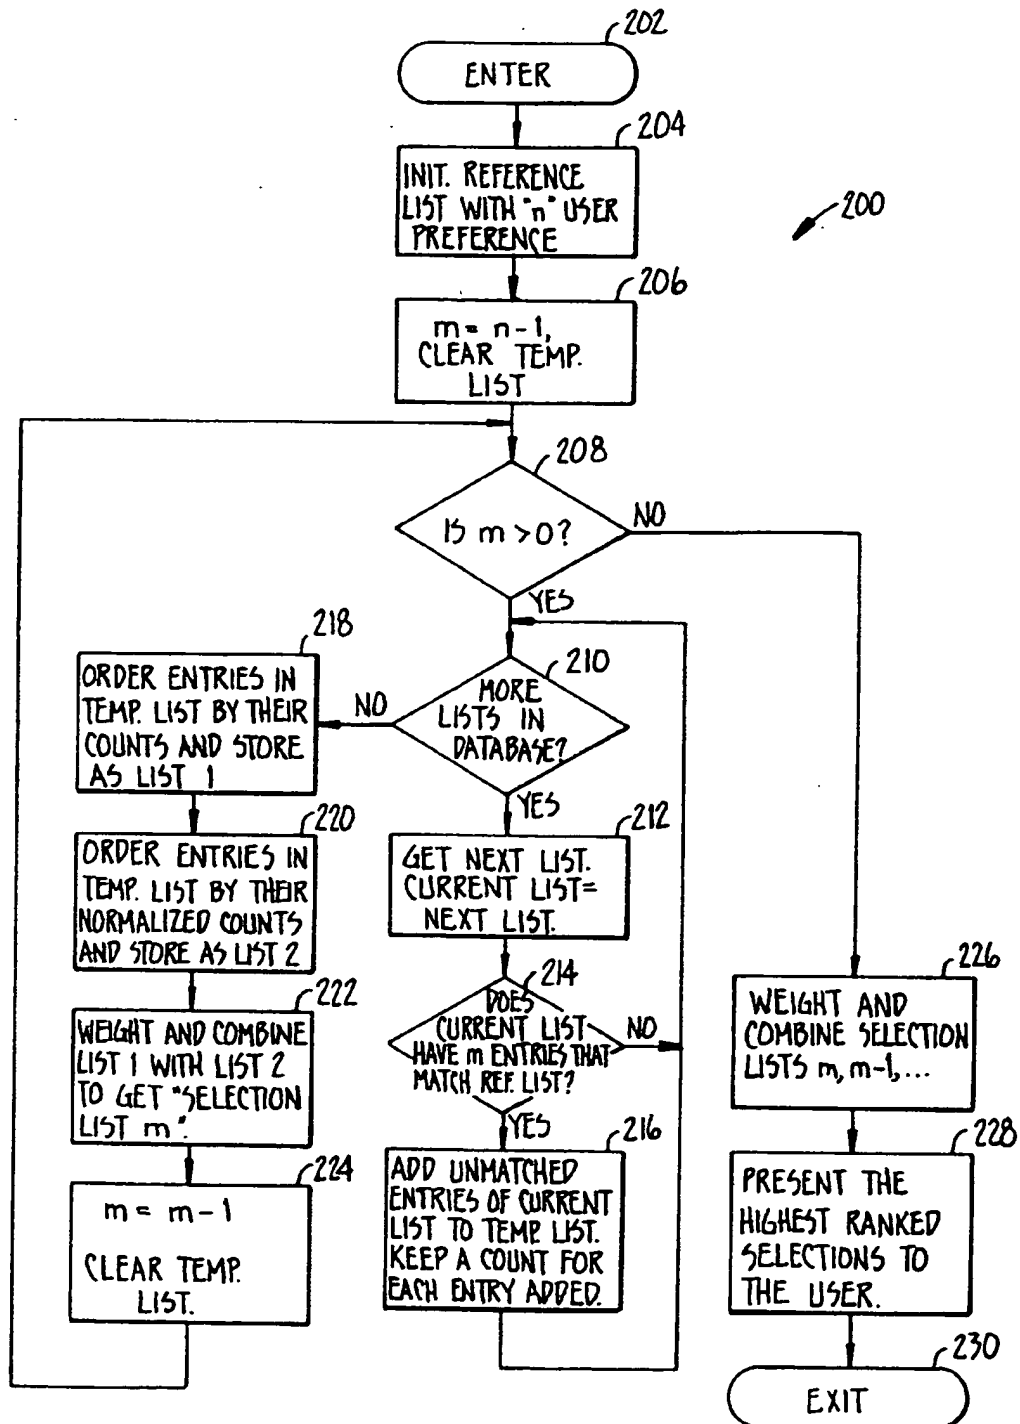 202
ENTER
204
INIT. REFERENCE
LIST WITH "n" USER
PREFERENCE
200
206
m = n-1,
CLEAR TEMP.
LIST
208
IS m > 0?
NO
YES
210
MORE
LISTS IN
DATABASE?
NO
YES
212
GET NEXT LIST.
CURRENT LIST=
NEXT LIST.
214
DOES
CURRENT LIST
HAVE m ENTRIES THAT
MATCH REF. LIST?
NO
YES
216
ADD UNMATCHED
ENTRIES OF CURRENT
LIST TO TEMP LIST.
KEEP A COUNT FOR
EACH ENTRY ADDED.
218
ORDER ENTRIES IN
TEMP. LIST BY THEIR
COUNTS AND STORE
AS LIST 1
220
ORDER ENTRIES IN
TEMP. LIST BY THEIR
NORMALIZED COUNTS
AND STORE AS LIST 2
222
WEIGHT AND COMBINE
LIST 1 WITH LIST 2
TO GET "SELECTION
LIST m".
224
m = m-1
CLEAR TEMP.
LIST.
226
WEIGHT AND
COMBINE SELECTION
LISTS m, m-1, ...
228
PRESENT THE
HIGHEST RANKED
SELECTIONS TO
THE USER.
230
EXIT